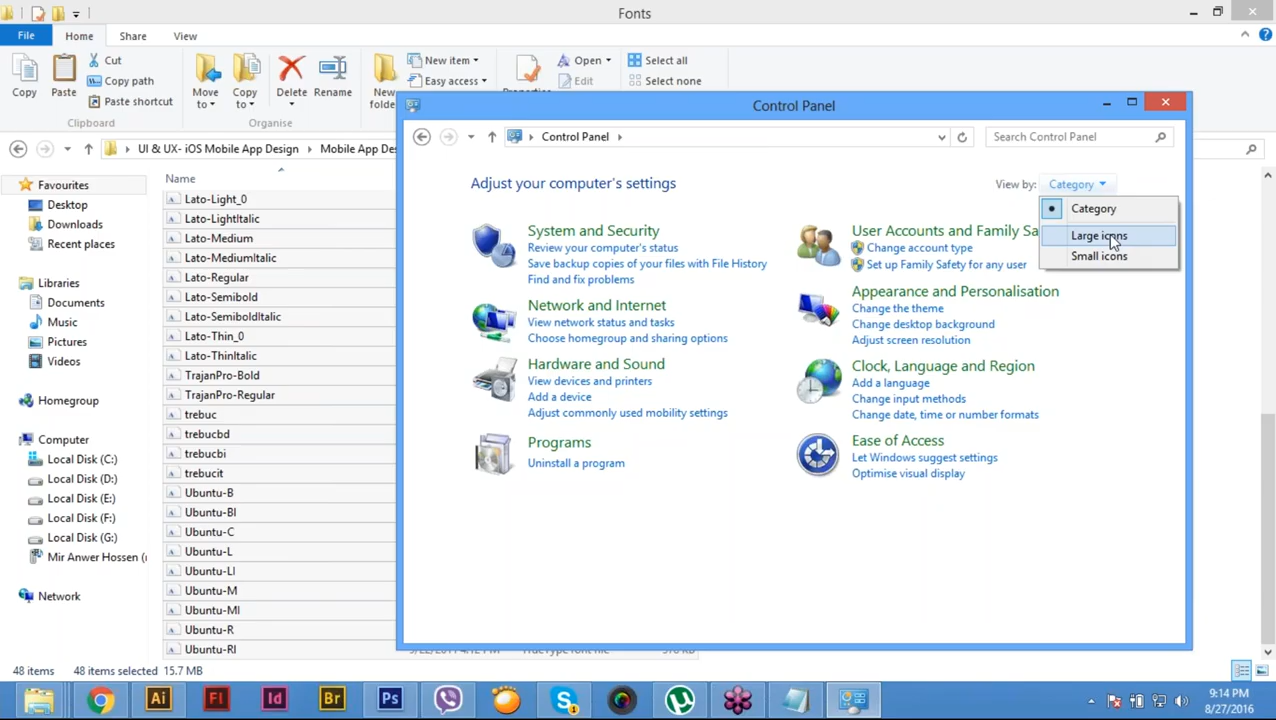 Fonts
File
Home
Share
View
Copy
Paste
Cut
Copy path
Paste shortcut
Clipboard
Move to
Copy to
Delete
Rename
Organise
New
New item
Easy access
Open
Edit
Select all
Select none
UI & UX- iOS Mobile App Design
Name
Favourites
Desktop
Downloads
Recent places
Libraries
Documents
Music
Pictures
Videos
Homegroup
Computer
Local Disk (C:)
Local Disk (D:)
Local Disk (E:)
Local Disk (F:)
Local Disk (G:)
Mir Anwer Hossen (
Network
Lato-Light_0
Lato-LightItalic
Lato-Medium
Lato-MediumItalic
Lato-Regular
Lato-Semibold
Lato-SemiboldItalic
Lato-Thin_0
Lato-ThinItalic
TrajanPro-Bold
TrajanPro-Regular
trebuc
trebucbd
trebucbi
trebucit
Ubuntu-B
Ubuntu-BI
Ubuntu-C
Ubuntu-L
Ubuntu-LI
Ubuntu-M
Ubuntu-MI
Ubuntu-R
Ubuntu-RI
Control Panel
Control Panel
Search Control Panel
Adjust your computer's settings
View by: Category
Category
Large icons
Small icons
System and Security
Review your computer's status
Save backup copies of your files with File History
Find and fix problems
Network and Internet
View network status and tasks
Choose homegroup and sharing options
Hardware and Sound
View devices and printers
Add a device
Adjust commonly used mobility settings
Programs
Uninstall a program
User Accounts and Family Sa
Change account type
Set up Family Safety for any user
Appearance and Personalisation
Change the theme
Change desktop background
Adjust screen resolution
Clock, Language and Region
Add a language
Change input methods
Change date, time or number formats
Ease of Access
Let Windows suggest settings
Optimise visual display
48 items 48 items selected 15.7 MB
Ai
Fl
Id
Br
Ps
9:14 PM
8/27/2016